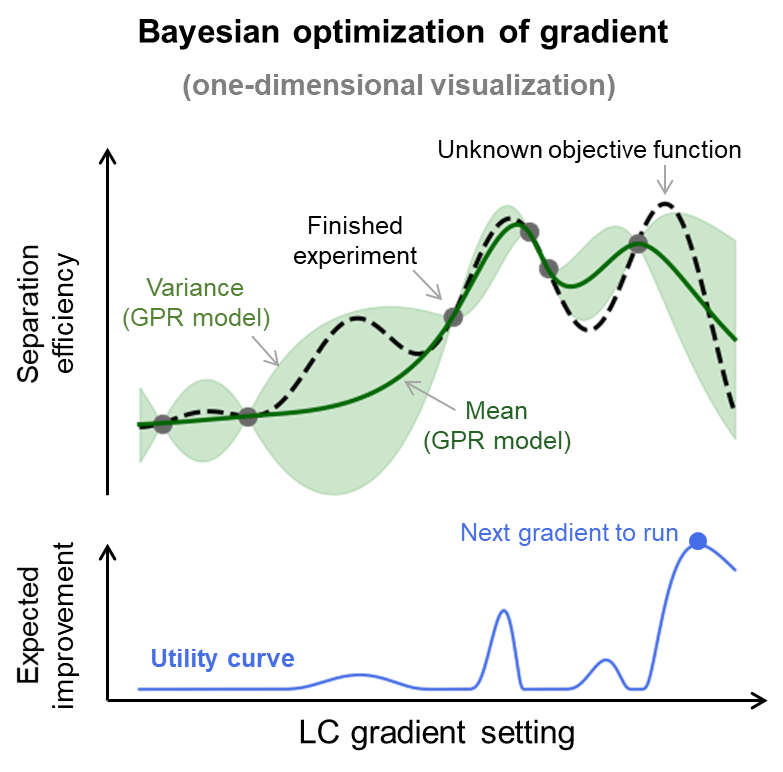 Bayesian optimization of gradient
(one-dimensional visualization)
Unknown objective function
Finished
experiment
Variance
(GPR model)
Separation
efficiency
Mean
(GPR model)
Next gradient to run
Expected
improvement
Utility curve
LC gradient setting